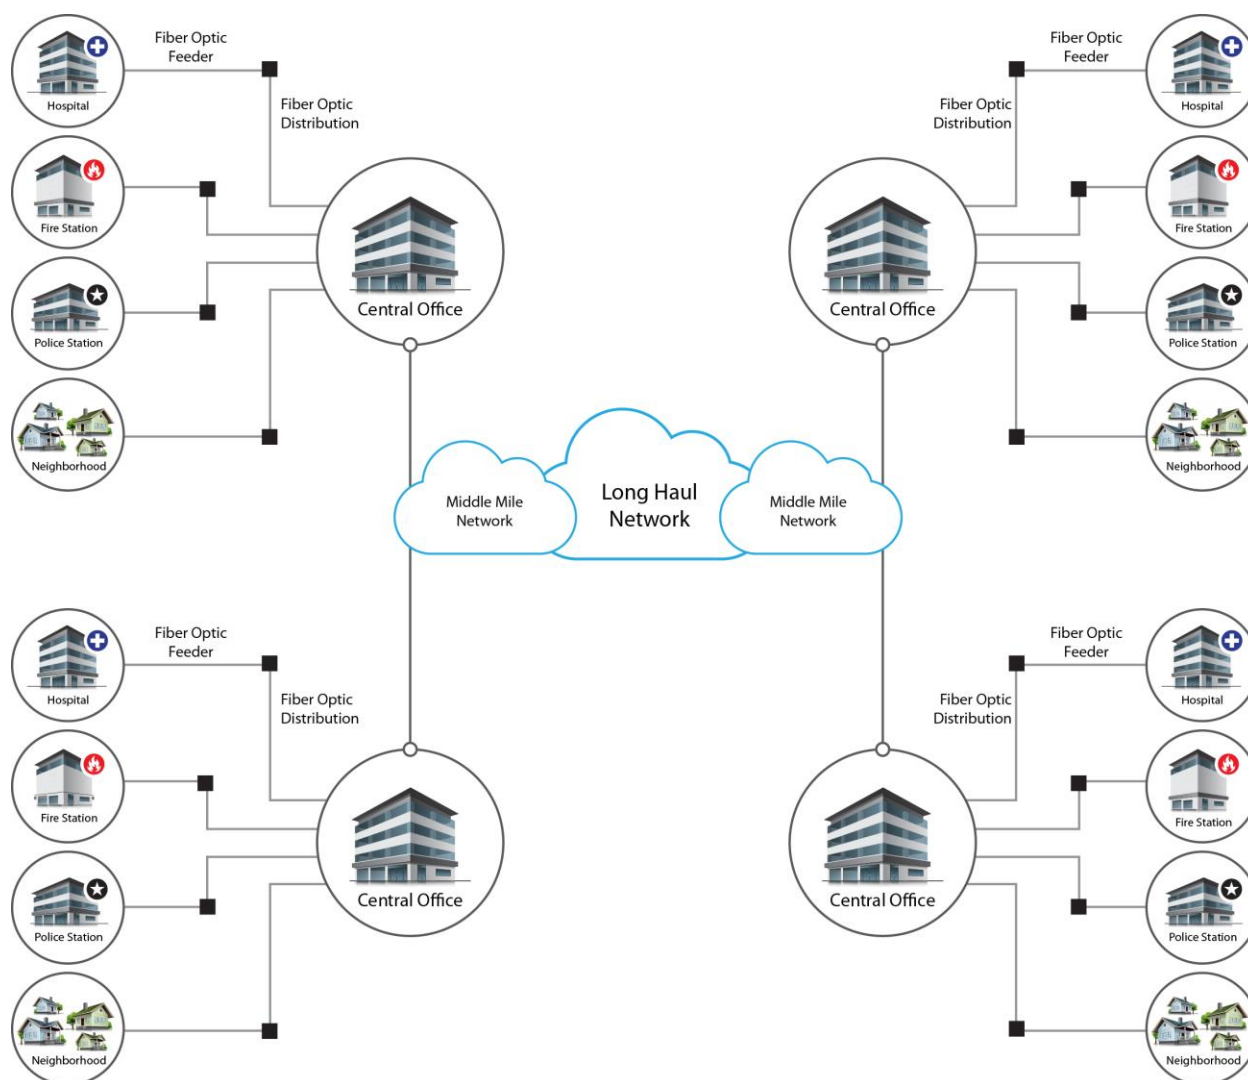 Fiber Optic
Feeder
Hospital
Fiber Optic
Distribution
Fire Station
Police Station
Neighborhood
Central Office
Fiber Optic
Feeder
Hospital
Fiber Optic
Distribution
Fire Station
Police Station
Neighborhood
Central Office
Middle Mile
Network
Long Haul
Network
Middle Mile
Network
Fiber Optic
Feeder
Hospital
Fiber Optic
Distribution
Fire Station
Police Station
Neighborhood
Central Office
Fiber Optic
Feeder
Hospital
Fiber Optic
Distribution
Fire Station
Police Station
Neighborhood
Central Office